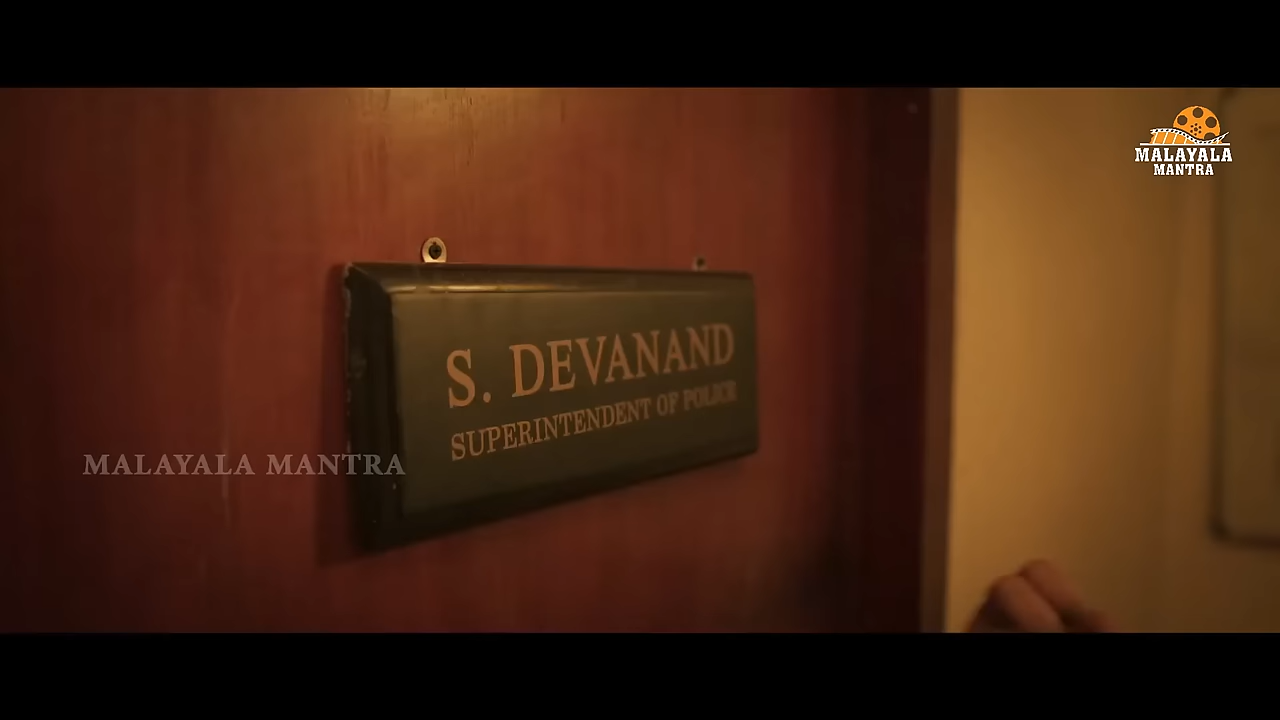 MALAYALA
MANTRA
S. DEVANAND
SUPERINTENDENT OF POLICE
MALAYALA MANTRA